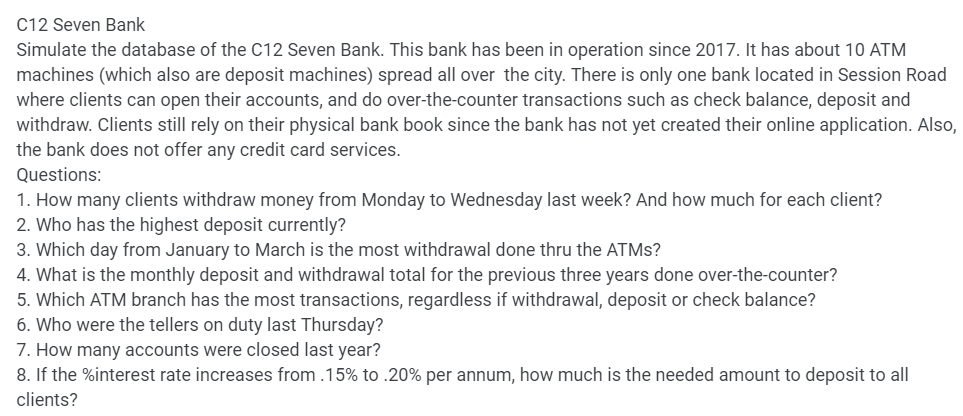 C12 Seven Bank
Simulate the database of the C12 Seven Bank. This bank has been in operation since 2017. It has about 10 ATM
machines (which also are deposit machines) spread all over  the city. There is only one bank located in Session Road
where clients can open their accounts, and do over-the-counter transactions such as check balance, deposit and
withdraw. Clients still rely on their physical bank book since the bank has not yet created their online application. Also,
the bank does not offer any credit card services.
Questions:
1. How many clients withdraw money from Monday to Wednesday last week? And how much for each client?
2. Who has the highest deposit currently?
3. Which day from January to March is the most withdrawal done thru the ATMs?
4. What is the monthly deposit and withdrawal total for the previous three years done over-the-counter?
5. Which ATM branch has the most transactions, regardless if withdrawal, deposit or check balance?
6. Who were the tellers on duty last Thursday?
7. How many accounts were closed last year?
8. If the %interest rate increases from .15% to .20% per annum, how much is the needed amount to deposit to all
clients?